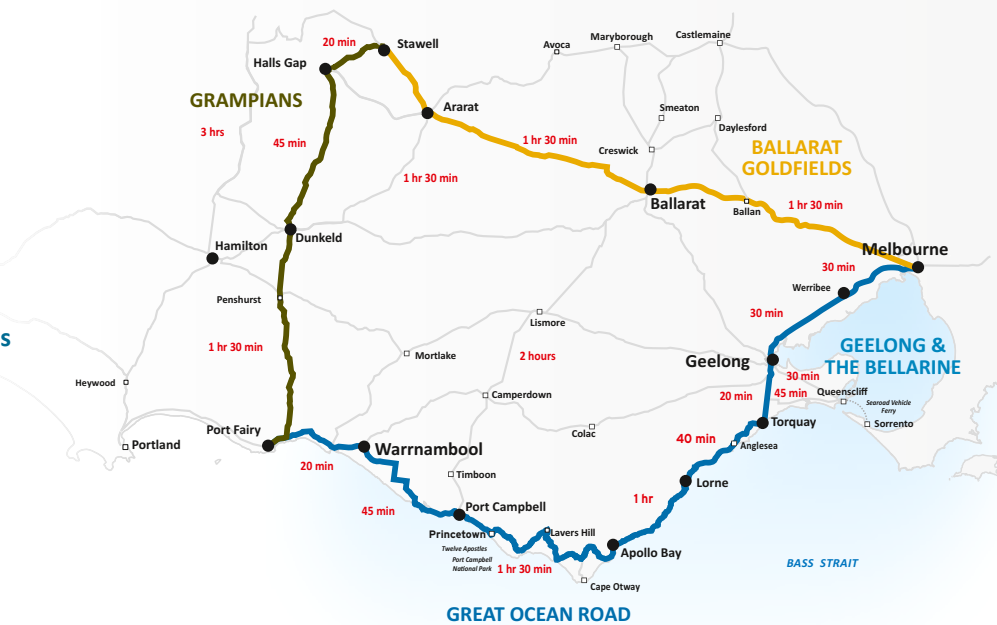 20 min
Stawell
Halls Gap
Avoca
Maryborough
Castlemaine
GRAMPIANS
Ararat
Smeaton
3 hrs
45 min
1 hr 30 min
Daylesford
Creswick
BALLARAT
GOLDFIELDS
1 hr 30 min
Ballarat
Ballan
1 hr 30 min
Hamilton
Dunkeld
Melbourne
30 min
Werribee
Penshurst
30 min
Lismore
s
1 hr 30 min
Mortlake
2 hours
Geelong
GEELONG &
THE BELLARINE
30 min
Heywood
Camperdown
20 min
45 min
Queenscliff
Searoad Vehicle
Ferry
Sorrento
Port Fairy
Portland
Colac
Torquay
Warrnambool
40 min
Anglesea
20 min
Timboon
Lorne
45 min
Port Campbell
1 hr
Princetown
Lavers Hill
Twelve Apostles
Port Campbell
National Park
1 hr 30 min
Apollo Bay
BASS STRAIT
Cape Otway
GREAT OCEAN ROAD